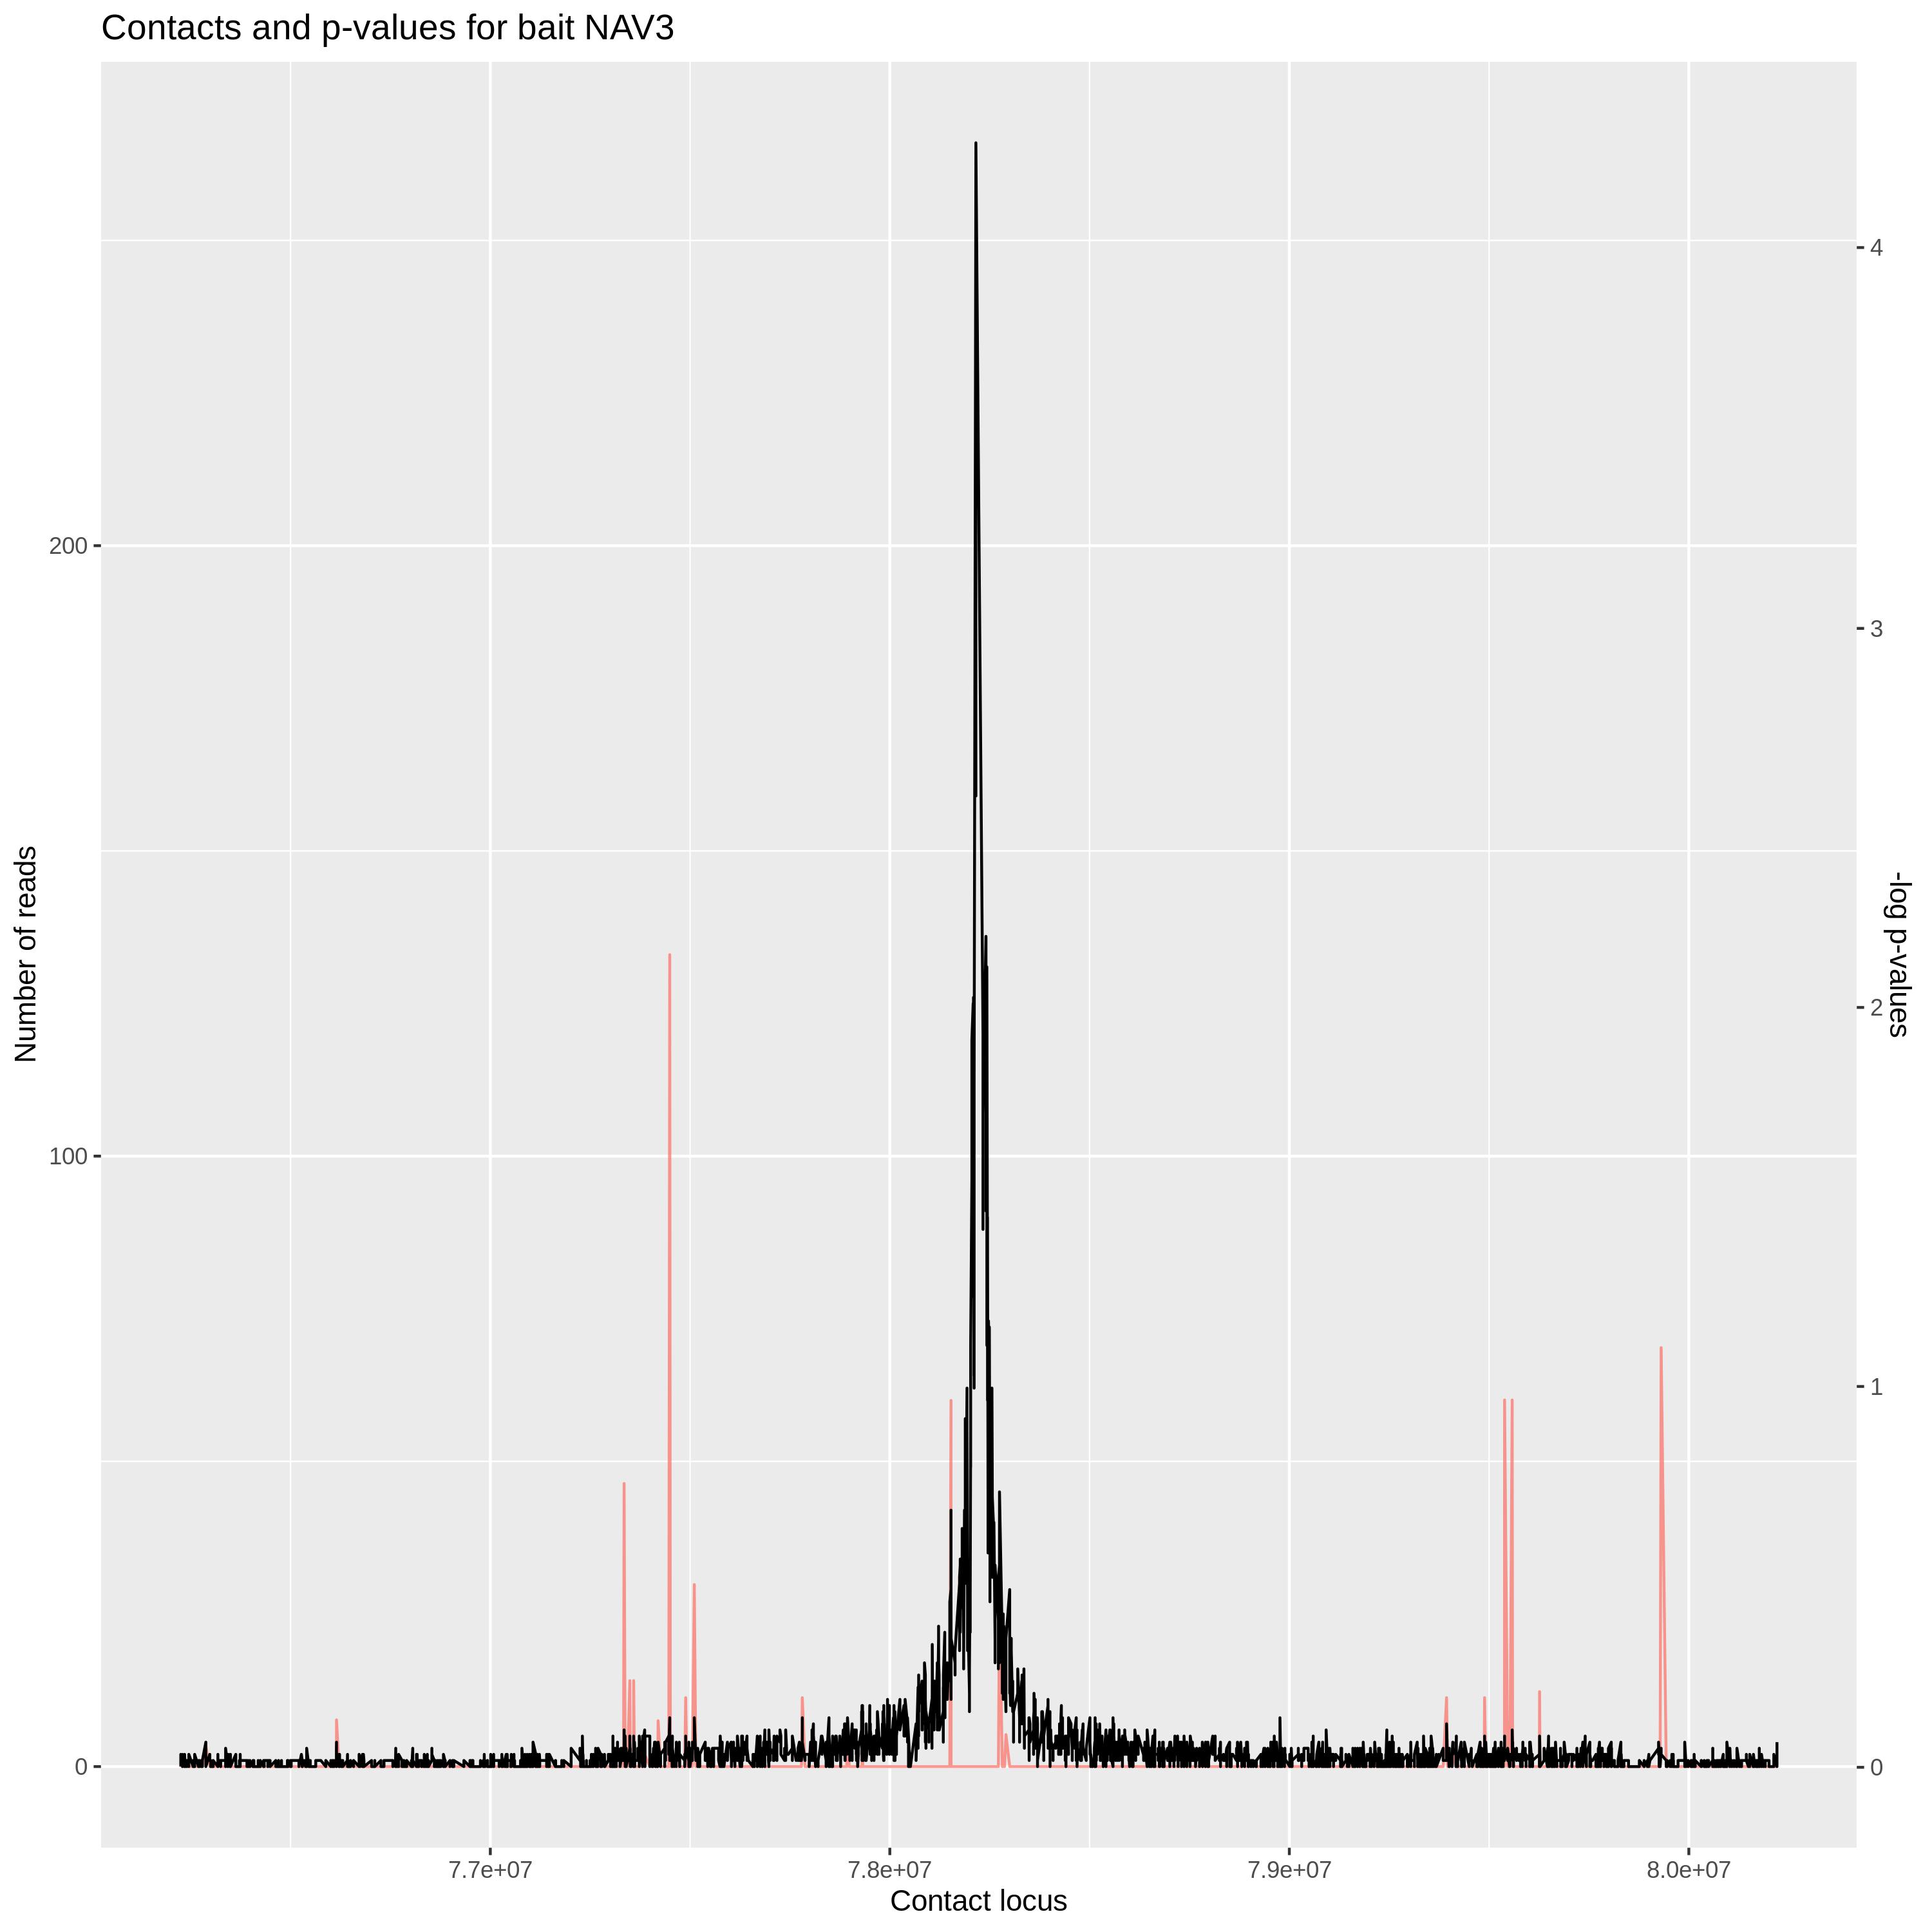 Contacts and p-values for bait NAV3
Number of reads
200
100
0
4
3
2
1
0
-log p-values
7.7e+07
7.8e+07
7.9e+07
8.0e+07
Contact locus